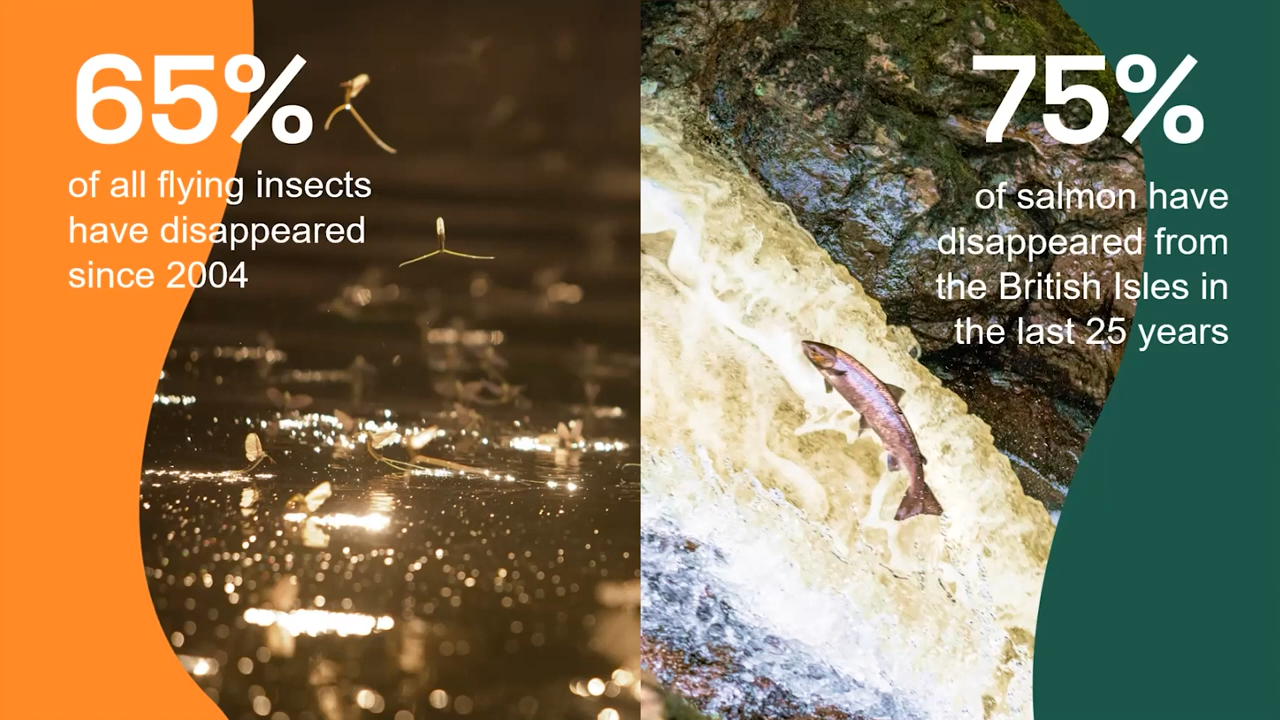 65%
of all flying insects
have disappeared
since 2004
75%
of salmon have
disappeared from
the British Isles in
the last 25 years